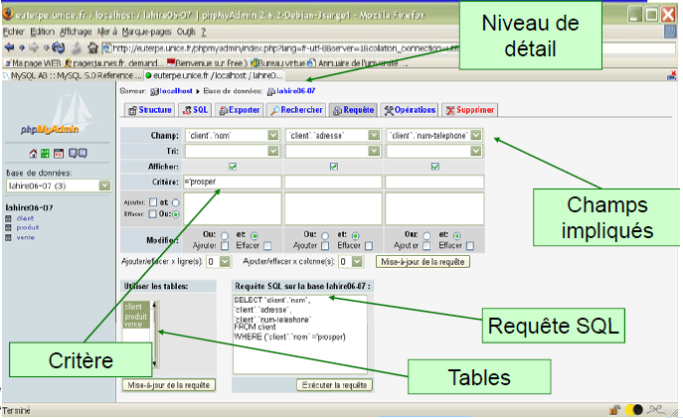 euterpe.unice.fr / localhost / lahire06-07 | phpMyAdmin 2.6.2-Debian-3sarge1 - Mozilla Firefox
Niveau de détail
Echier Edition Affichage Aller à Marque-pages Outils ?
http://euterpe.unice.fr/phpmyadmin/index.php?lang=fr-utf-8&server=1&collation_connection=
Ma page WEB pagesjaunes.fr, demand... Bienvenue sur Free ) Bureau virtuel Annuaire de l'université ...
MySQL AB :: MySQL 5.0 Reference ... euterpe.unice.fr / localhost / lahire0...
Serveur: localhost ▸ Base de données: lahire06-07
Structure SQL Exporter Rechercher Requête Opérations Supprimer
phpMyAdmin
Champ: `client`.`nom` `client`.`adresse` `client`.`num-telephone`
Tri:
Afficher:
Base de données:
lahire06-07 (3)
Critère: ='prosper'
lahire06-07
client
produit
vente
Ajouter: et
Effacer: Ou:
Champs impliqués
Modifier: Ou: et: Ou: et: Ou: et:
Ajouter Effacer Ajouter Effacer Ajouter Effacer
Ajouter/effacer x ligne(s): 0 Ajouter/effacer x colonne(s): 0 Mise-à-jour de la requête
Utiliser les tables: Requête SQL sur la base lahire06-07 :
client
produit
vente
SELECT `client`.`nom`,
`client`.`adresse`,
`client`.`num-telephone`
FROM client
WHERE (`client`.`nom` ='prosper')
Requête SQL
Critère
Tables
Mise-à-jour de la requête Exécuter la requête
Terminé